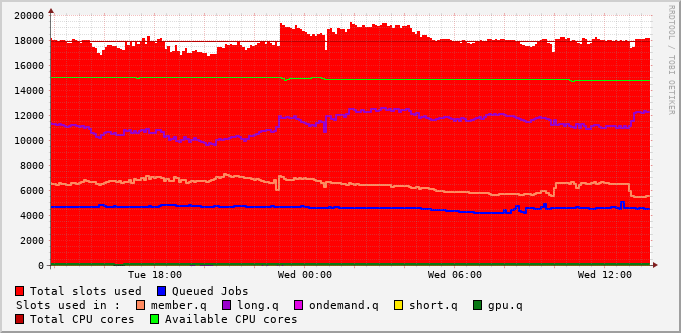 20000
18000
16000
14000
12000
10000
8000
6000
4000
2000
0
Tue 18:00 Wed 00:00 Wed 06:00 Wed 12:00
RRDTOOL / TOBI OETIKER
Total slots used Queued Jobs
Slots used in : member.q long.q ondemand.q short.q gpu.q
Total CPU cores Available CPU cores